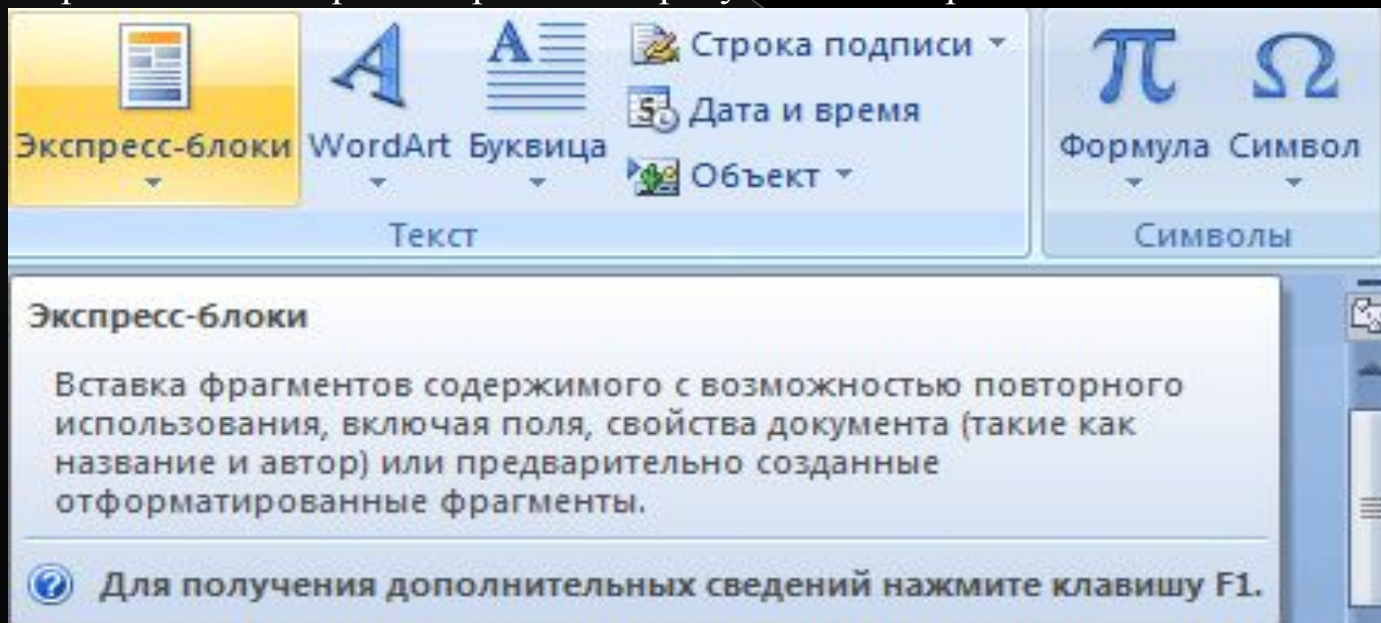 Экспресс-блоки WordArt Буквица
Строка подписи
Дата и время
Объект
Текст
Формула Символ
Символы
Экспресс-блоки
Вставка фрагментов содержимого с возможностью повторного
использования, включая поля, свойства документа (такие как
название и автор) или предварительно созданные
отформатированные фрагменты.
Для получения дополнительных сведений нажмите клавишу F1.